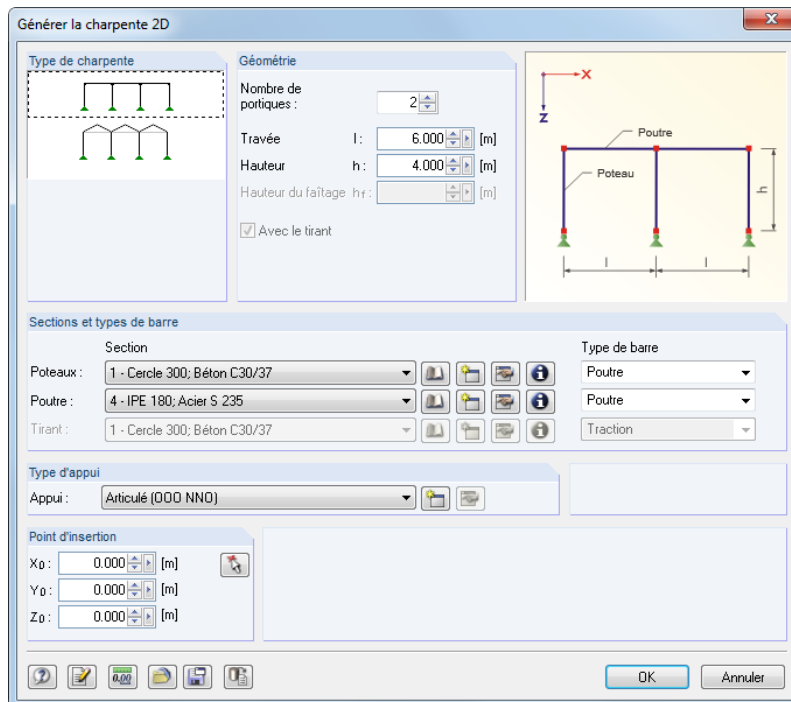 Générer la charpente 2D
Type de charpente
Géométrie
Nombre de
portiques :
2
Travée l : 6.000 [m]
Hauteur h : 4.000 [m]
Hauteur du faîtage hf : [m]
Avec le tirant
X
Z
Poutre
Poteau
h
l l
Sections et types de barre
Section Type de barre
Poteaux : 1 - Cercle 300; Béton C30/37 Poutre
Poutre : 4 - IPE 180; Acier S 235 Poutre
Tirant : 1 - Cercle 300; Béton C30/37 Traction
Type d'appui
Appui : Articulé (OOO NNO)
Point d'insertion
X0 : 0.000 [m]
Y0 : 0.000 [m]
Z0 : 0.000 [m]
0.00
OK Annuler